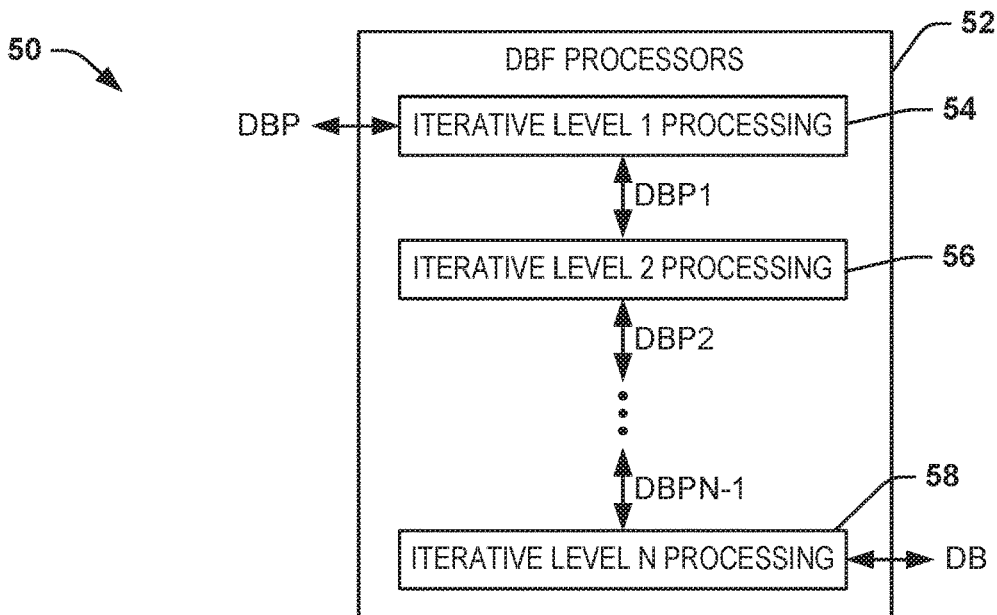 50
52
DBF PROCESSORS
DBP
ITERATIVE LEVEL 1 PROCESSING
54
DBP1
ITERATIVE LEVEL 2 PROCESSING
56
DBP2
DBPN-1
58
ITERATIVE LEVEL N PROCESSING
DB